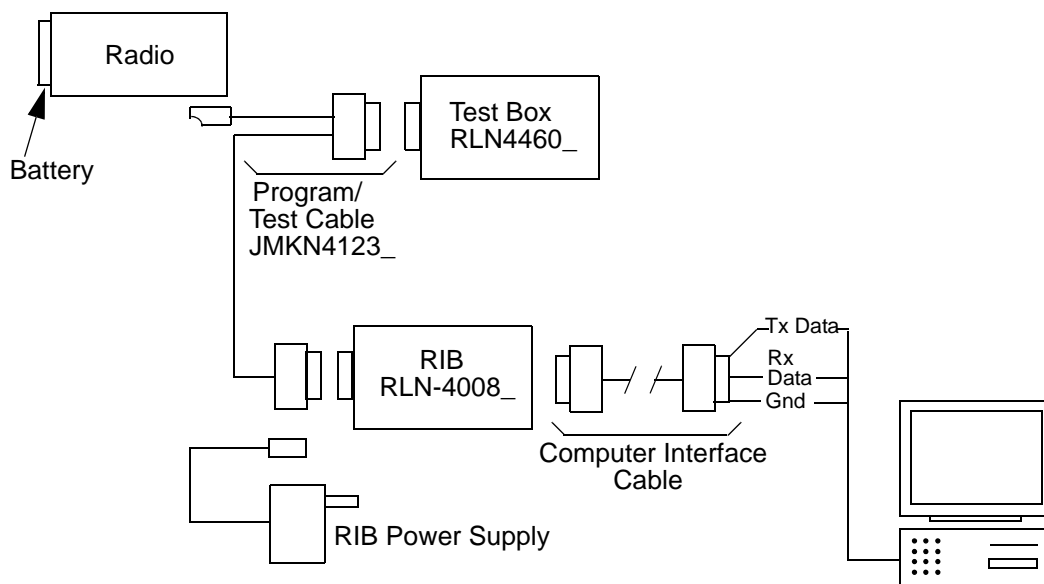 Radio
Battery
Test Box
RLN4460_
Program/
Test Cable
JMKN4123_
RIB
RLN-4008_
Tx Data
Rx
Data
Gnd
Computer Interface
Cable
RIB Power Supply